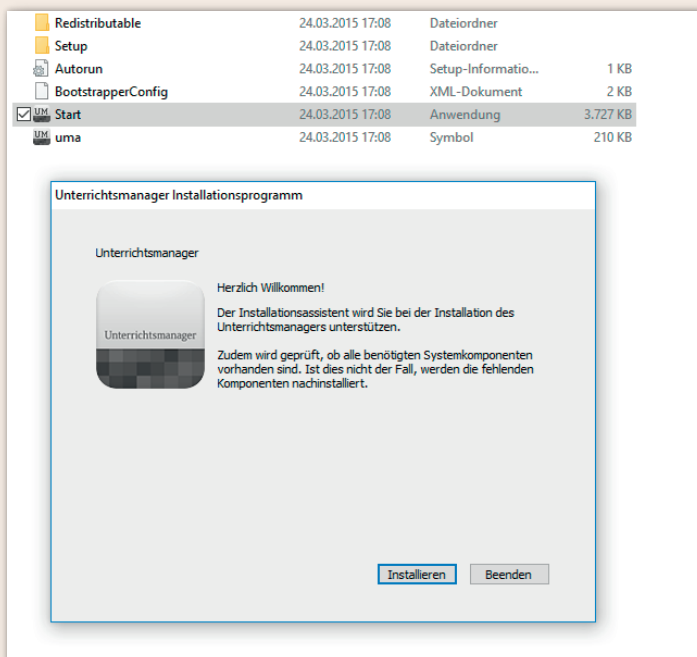 Redistributable 24.03.2015 17:08 Dateiordner
Setup 24.03.2015 17:08 Dateiordner
Autorun 24.03.2015 17:08 Setup-Informatio... 1 KB
BootstrapperConfig 24.03.2015 17:08 XML-Dokument 2 KB
UM Start 24.03.2015 17:08 Anwendung 3.727 KB
UM uma 24.03.2015 17:08 Symbol 210 KB
Unterrichtsmanager Installationsprogramm
Unterrichtsmanager
Unterrichtsmanager
Herzlich Willkommen!
Der Installationsassistent wird Sie bei der Installation des
Unterrichtsmanagers unterstützen.
Zudem wird geprüft, ob alle benötigten Systemkomponenten
vorhanden sind. Ist dies nicht der Fall, werden die fehlenden
Komponenten nachinstalliert.
Installieren Beenden